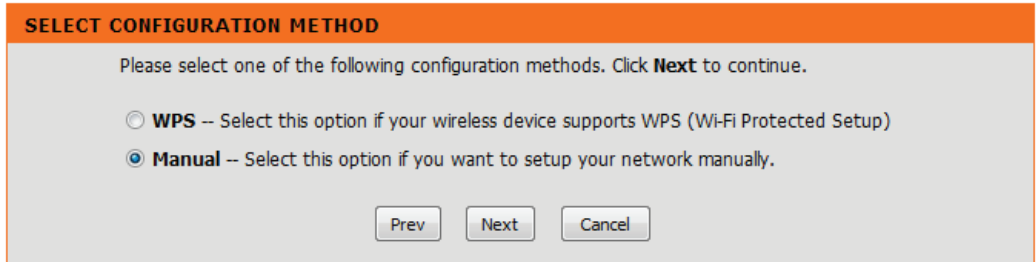 SELECT CONFIGURATION METHOD
Please select one of the following configuration methods. Click Next to continue.
WPS -- Select this option if your wireless device supports WPS (Wi-Fi Protected Setup)
Manual -- Select this option if you want to setup your network manually.
Prev Next Cancel